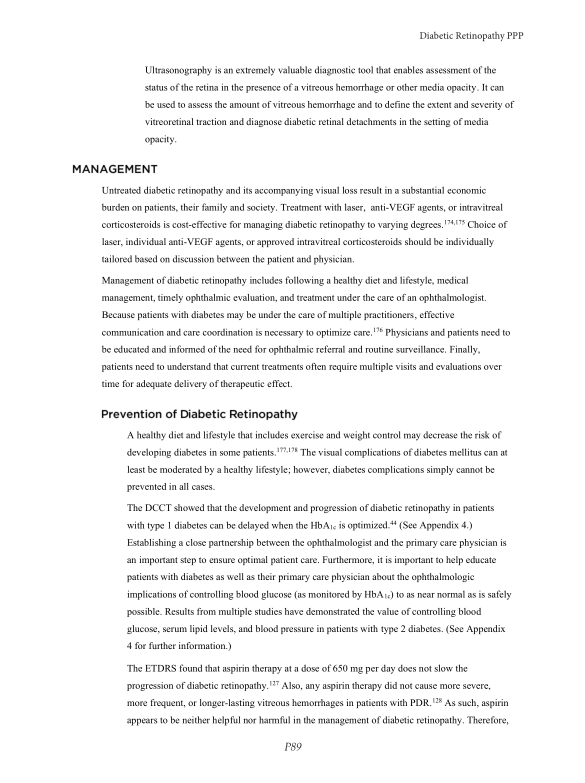 Diabetic Retinopathy PPP
Ultrasonography is an extremely valuable diagnostic tool that enables assessment of the
status of the retina in the presence of a vitreous hemorrhage or other media opacity. It can
be used to assess the amount of vitreous hemorrhage and to define the extent and severity of
vitreoretinal traction and diagnose diabetic retinal detachments in the setting of media
opacity.
MANAGEMENT
Untreated diabetic retinopathy and its accompanying visual loss result in a substantial economic
burden on patients, their family and society. Treatment with laser,  anti-VEGF agents, or intravitreal
corticosteroids is cost-effective for managing diabetic retinopathy to varying degrees.174,175 Choice of
laser, individual anti-VEGF agents, or approved intravitreal corticosteroids should be individually
tailored based on discussion between the patient and physician.
Management of diabetic retinopathy includes following a healthy diet and lifestyle, medical
management, timely ophthalmic evaluation, and treatment under the care of an ophthalmologist.
Because patients with diabetes may be under the care of multiple practitioners, effective
communication and care coordination is necessary to optimize care.176 Physicians and patients need to
be educated and informed of the need for ophthalmic referral and routine surveillance. Finally,
patients need to understand that current treatments often require multiple visits and evaluations over
time for adequate delivery of therapeutic effect.
Prevention of Diabetic Retinopathy
A healthy diet and lifestyle that includes exercise and weight control may decrease the risk of
developing diabetes in some patients.177,178 The visual complications of diabetes mellitus can at
least be moderated by a healthy lifestyle; however, diabetes complications simply cannot be
prevented in all cases.
The DCCT showed that the development and progression of diabetic retinopathy in patients
with type 1 diabetes can be delayed when the HbA1c is optimized.44 (See Appendix 4.)
Establishing a close partnership between the ophthalmologist and the primary care physician is
an important step to ensure optimal patient care. Furthermore, it is important to help educate
patients with diabetes as well as their primary care physician about the ophthalmologic
implications of controlling blood glucose (as monitored by HbA1c) to as near normal as is safely
possible. Results from multiple studies have demonstrated the value of controlling blood
glucose, serum lipid levels, and blood pressure in patients with type 2 diabetes. (See Appendix
4 for further information.)
The ETDRS found that aspirin therapy at a dose of 650 mg per day does not slow the
progression of diabetic retinopathy.127 Also, any aspirin therapy did not cause more severe,
more frequent, or longer-lasting vitreous hemorrhages in patients with PDR.128 As such, aspirin
appears to be neither helpful nor harmful in the management of diabetic retinopathy. Therefore,
P89